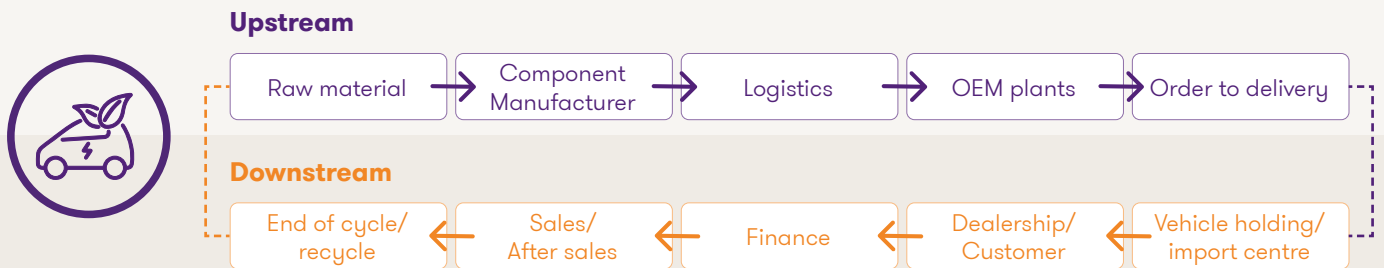 Upstream
Raw material
Component
Manufacturer
Logistics
OEM plants
Order to delivery
Downstream
End of cycle/
recycle
Sales/
After sales
Finance
Dealership/
Customer
Vehicle holding/
import centre